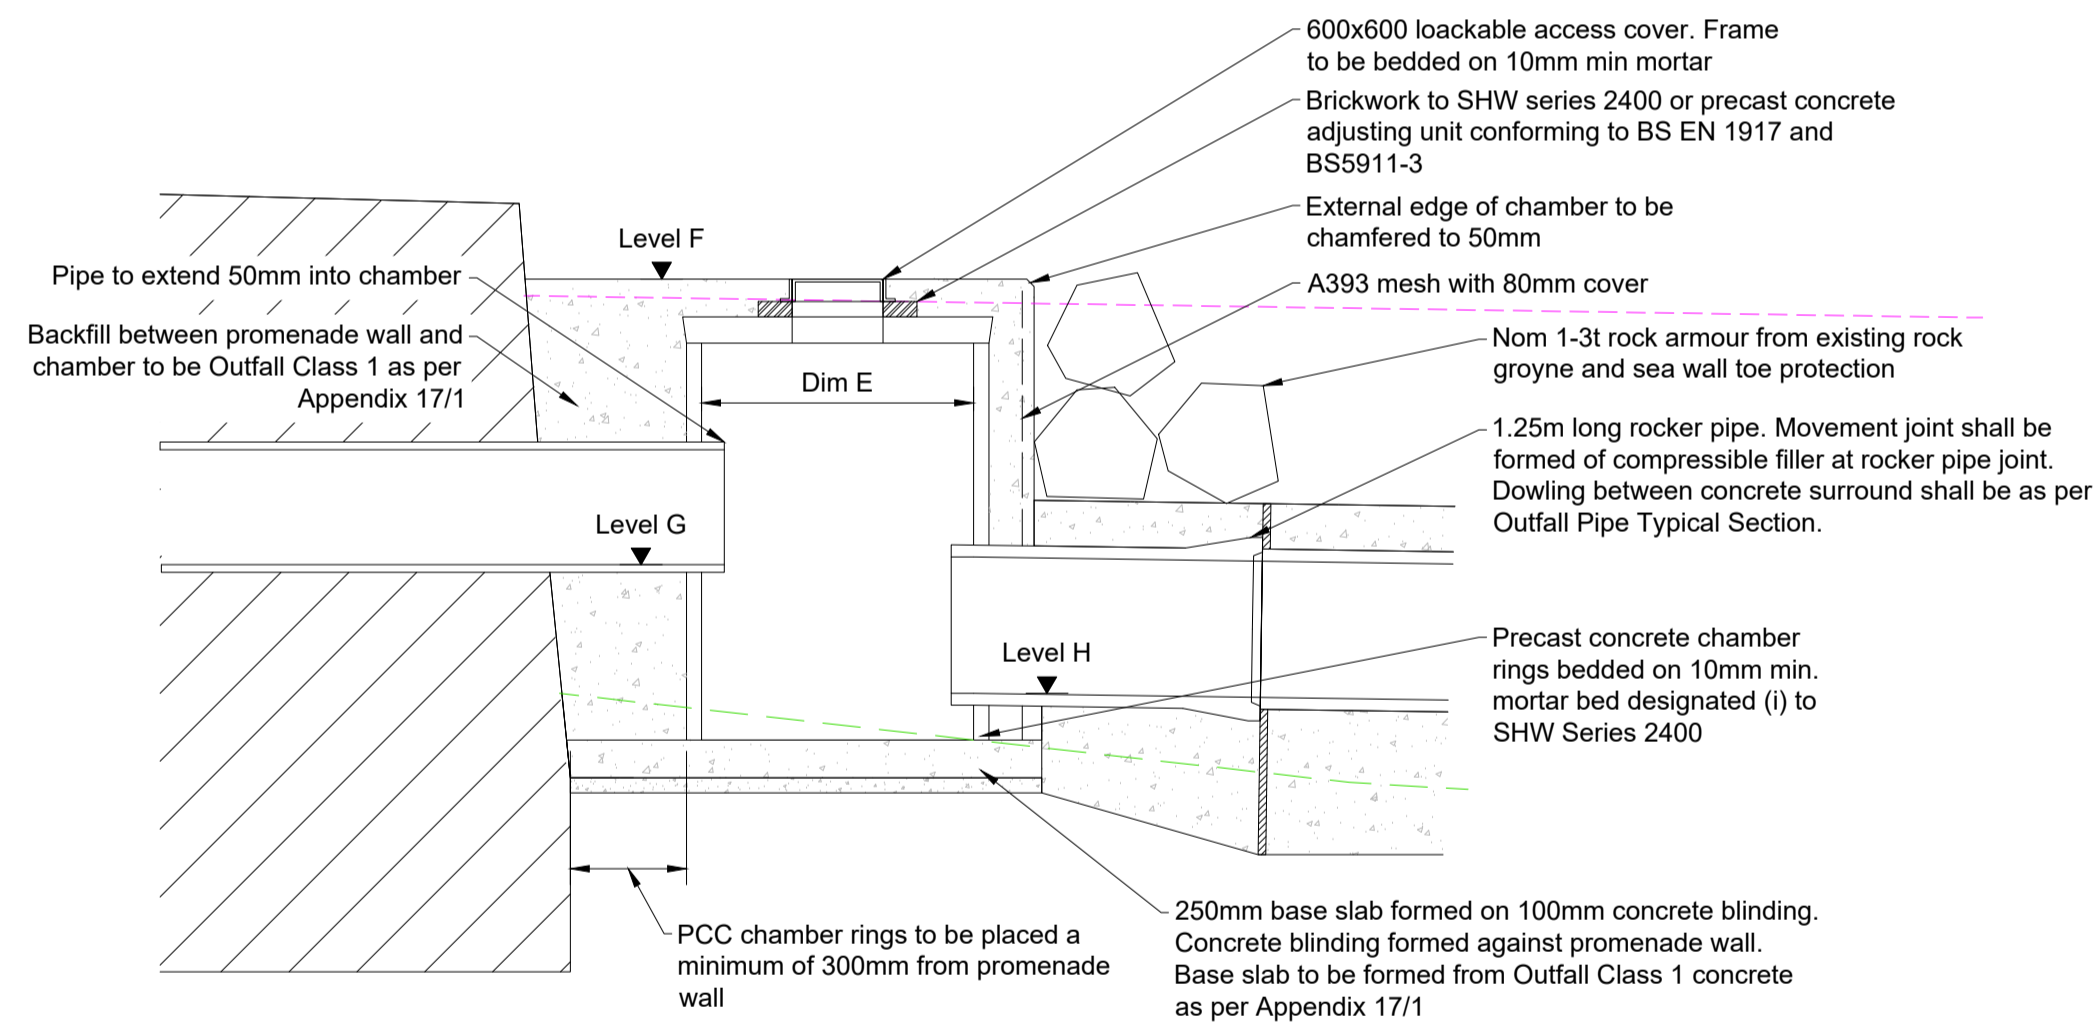 600x600 loackable access cover. Frame
to be bedded on 10mm min mortar
Brickwork to SHW series 2400 or precast concrete
adjusting unit conforming to BS EN 1917 and
BS5911-3
External edge of chamber to be
chamfered to 50mm
Level F
Pipe to extend 50mm into chamber
A393 mesh with 80mm cover
Backfill between promenade wall and
chamber to be Outfall Class 1 as per
Appendix 17/1
Nom 1-3t rock armour from existing rock
groyne and sea wall toe protection
Dim E
1.25m long rocker pipe. Movement joint shall be
formed of compressible filler at rocker pipe joint.
Dowling between concrete surround shall be as per
Outfall Pipe Typical Section.
Level G
Level H
Precast concrete chamber
rings bedded on 10mm min.
mortar bed designated (i) to
SHW Series 2400
PCC chamber rings to be placed a
minimum of 300mm from promenade
wall
250mm base slab formed on 100mm concrete blinding.
Concrete blinding formed against promenade wall.
Base slab to be formed from Outfall Class 1 concrete
as per Appendix 17/1